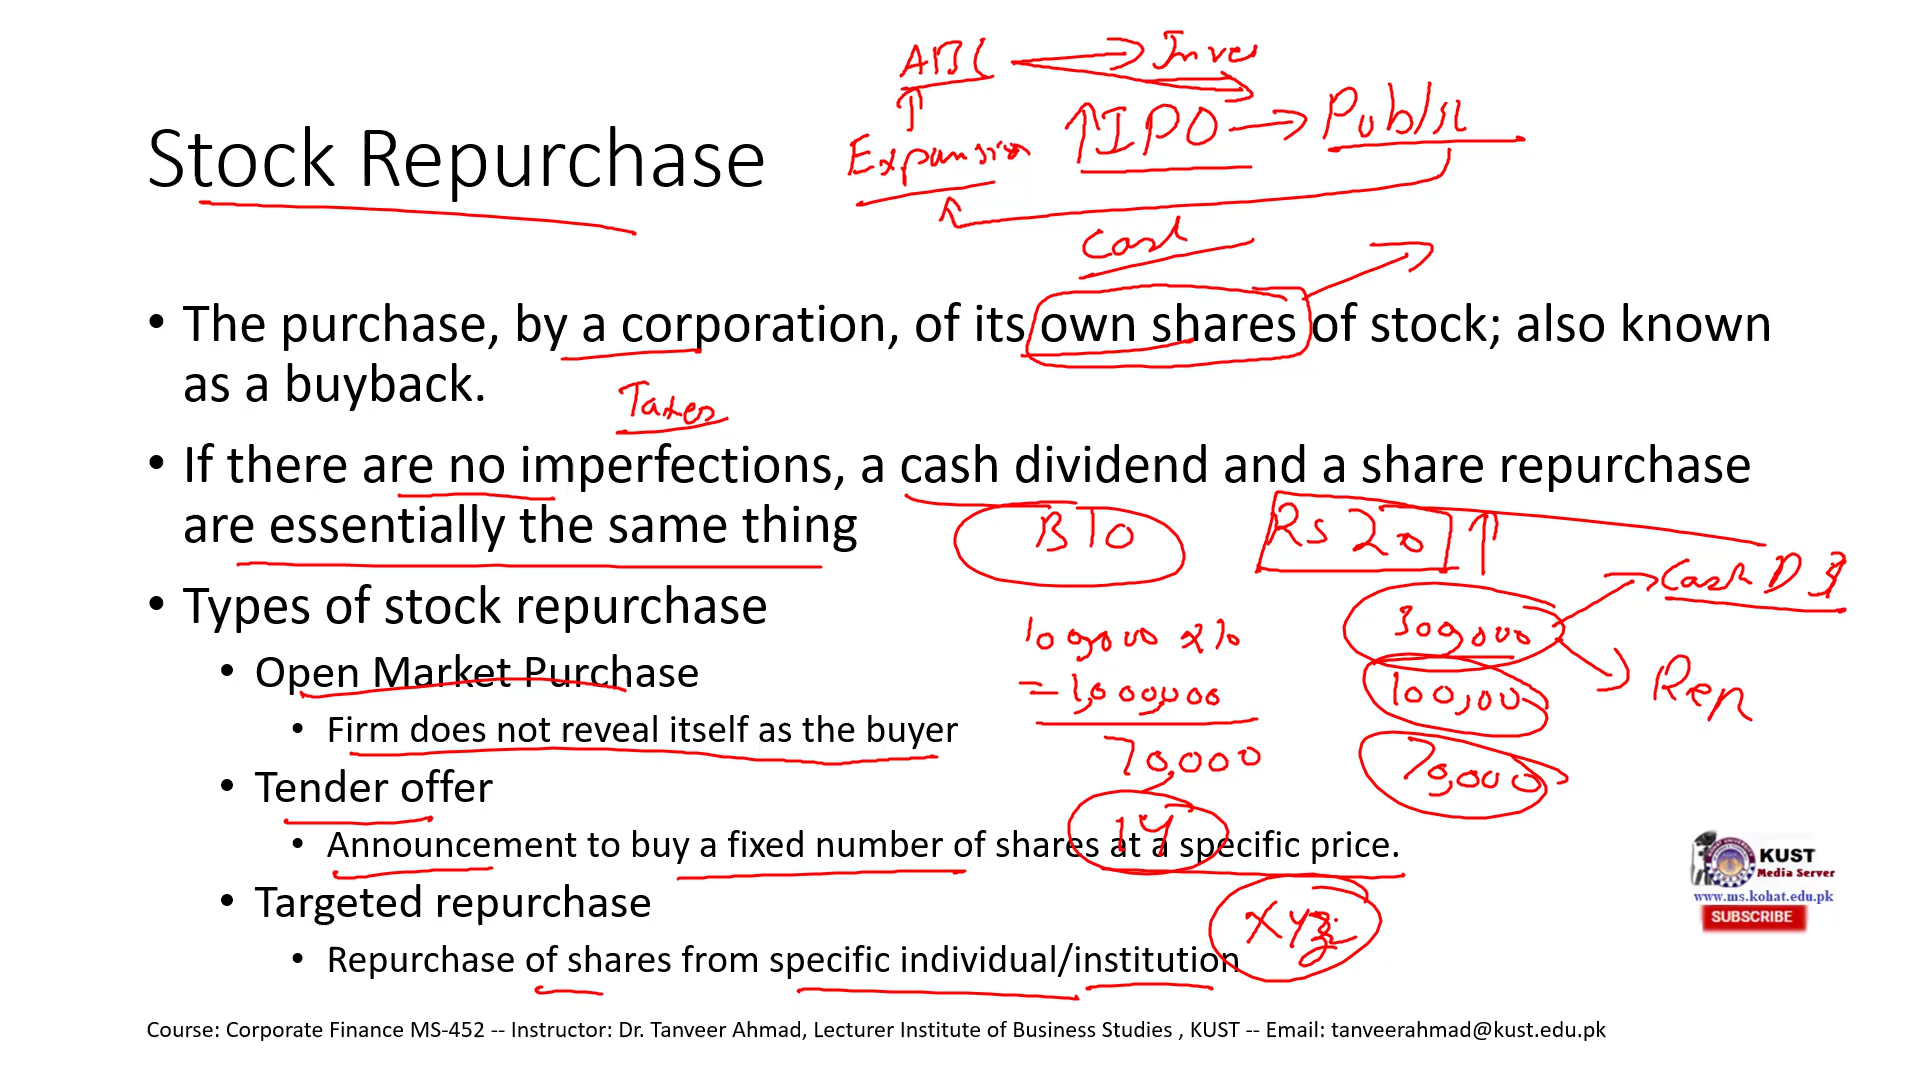 ABC Inves
IPO Public
Expansion
Stock Repurchase
Cash
• The purchase, by a corporation, of its own shares of stock; also known
as a buyback.
Taxes
• If there are no imperfections, a cash dividend and a share repurchase
are essentially the same thing
Rs 20
Cash D
• Types of stock repurchase
300,000
• Open Market Purchase
= 1,000,000
100,000
Rep
• Firm does not reveal itself as the buyer
70,000
70,000
• Tender offer
1Y
• Announcement to buy a fixed number of shares at a specific price.
KUST
Media Server
www.ms.kohat.edu.pk
SUBSCRIBE
• Targeted repurchase
XYZ
• Repurchase of shares from specific individual/institution
Course: Corporate Finance MS-452 -- Instructor: Dr. Tanveer Ahmad, Lecturer Institute of Business Studies , KUST -- Email: tanveerahmad@kust.edu.pk